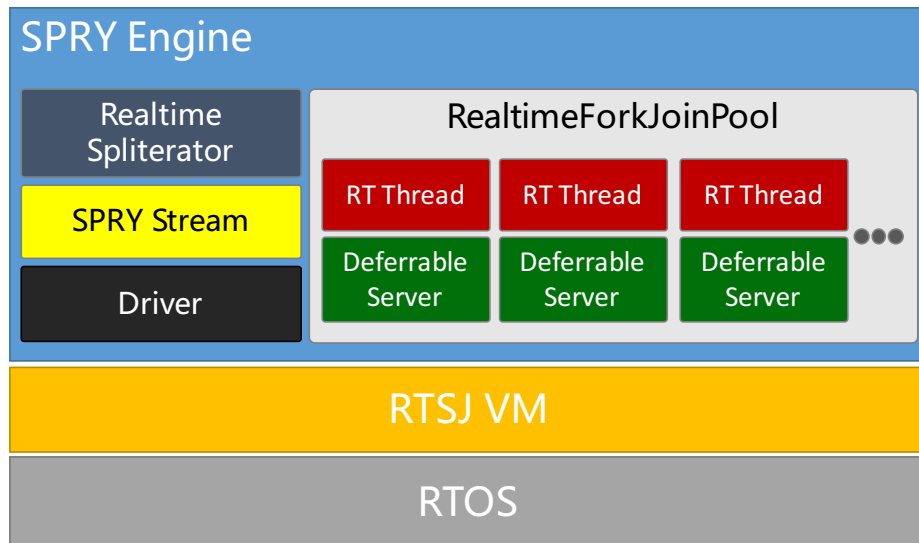 SPRY Engine
Realtime
Spliterator
SPRY Stream
Driver
RealtimeForkJoinPool
RT Thread
RT Thread
RT Thread
Deferrable
Server
Deferrable
Server
Deferrable
Server
RTSJ VM
RTOS